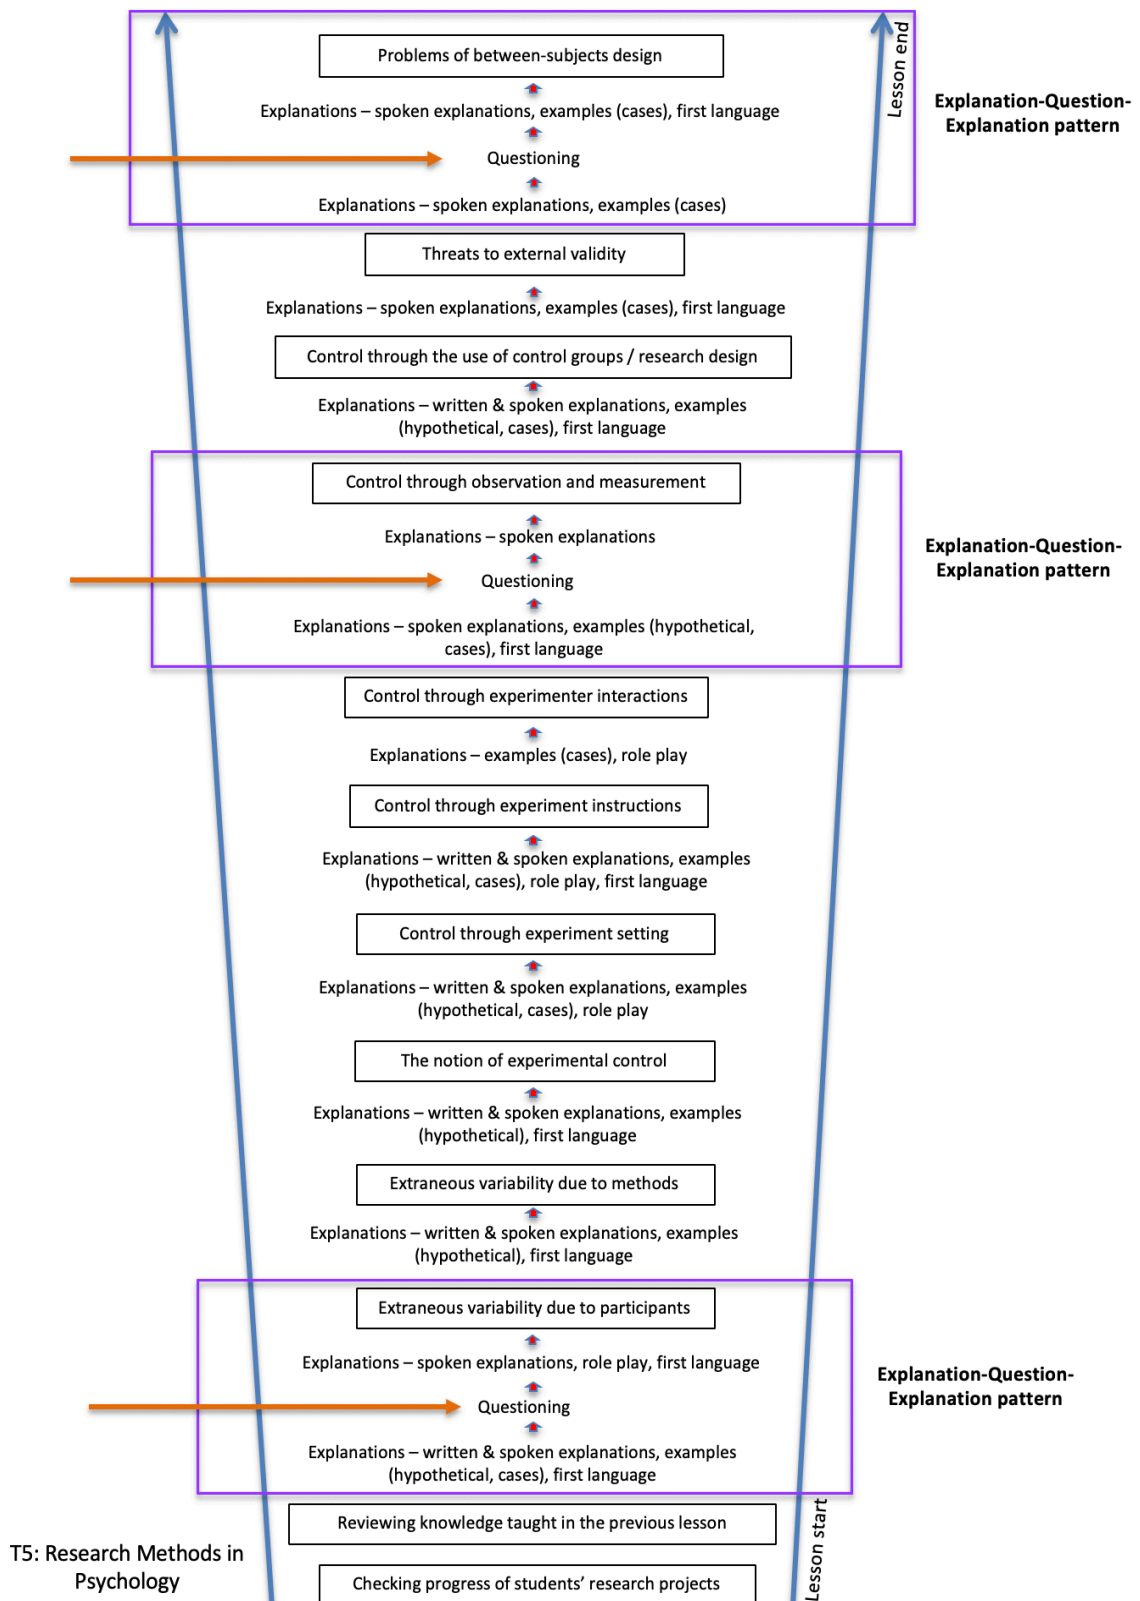 Problems of between-subjects design
Lesson end
Explanations – spoken explanations, examples (cases), first language
Explanation-Question-
Explanation pattern
Questioning
Explanations – spoken explanations, examples (cases)
Threats to external validity
Explanations – spoken explanations, examples (cases), first language
Control through the use of control groups / research design
Explanations – written & spoken explanations, examples
(hypothetical, cases), first language
Control through observation and measurement
Explanations – spoken explanations
Explanation-Question-
Explanation pattern
Questioning
Explanations – spoken explanations, examples (hypothetical,
cases), first language
Control through experimenter interactions
Explanations – examples (cases), role play
Control through experiment instructions
Explanations – written & spoken explanations, examples
(hypothetical, cases), role play, first language
Control through experiment setting
Explanations – written & spoken explanations, examples
(hypothetical, cases), role play
The notion of experimental control
Explanations – written & spoken explanations, examples
(hypothetical), first language
Extraneous variability due to methods
Explanations – written & spoken explanations, examples
(hypothetical), first language
Extraneous variability due to participants
Explanations – spoken explanations, role play, first language
Explanation-Question-
Explanation pattern
Questioning
Explanations – written & spoken explanations, examples
(hypothetical, cases), first language
Reviewing knowledge taught in the previous lesson
Lesson start
T5: Research Methods in
Psychology
Checking progress of students’ research projects